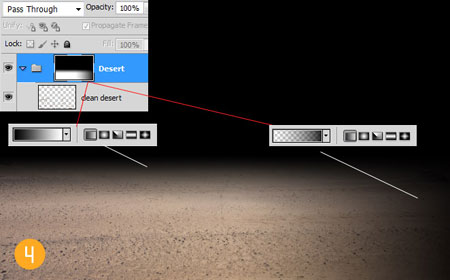 Pass Through
Opacity: 100%
Unify:
Propagate Frame
Lock:
Fill: 100%
Desert
clean desert
4